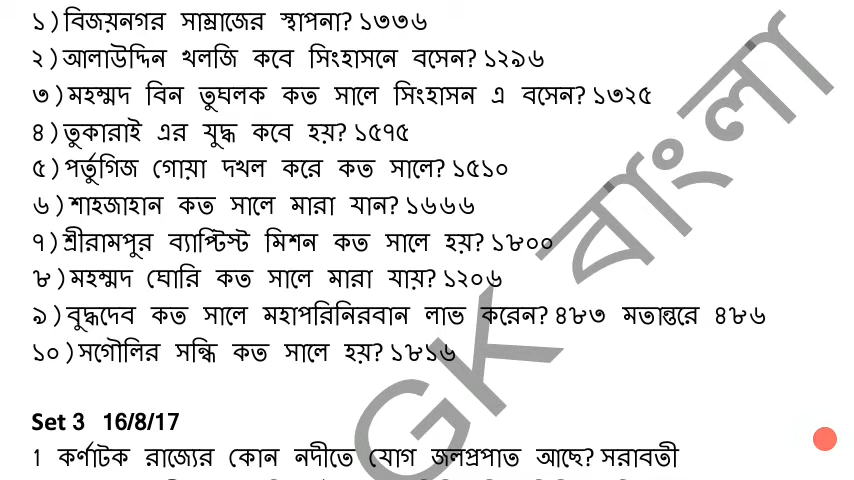 ১)বিজয়নগর সাম্রাজের স্থাপনা? ১৩৩৬
২)আলাউদ্দিন খলজি কবে সিংহাসনে বসেন? ১২৯৬
৩)মহম্মদ বিন তুঘলক কত সালে সিংহাসন এ বসেন? ১৩২৫
৪)তুকারাই এর যুদ্ধ কবে হয়? ১৫৭৫
৫)পর্তুগিজ গোয়া দখল করে কত সালে? ১৫১০
৬)শাহজাহান কত সালে মারা যান? ১৬৬৬
৭)শ্রীরামপুর ব্যাপ্টিস্ট মিশন কত সালে হয়? ১৮০০
৮)মহম্মদ ঘোরি কত সালে মারা যায়? ১২০৬
৯)বুদ্ধদেব কত সালে মহাপরিনিরবান লাভ করেন? ৪৮৩ মতান্তরে ৪৮৬
১০)সগৌলির সন্ধি কত সালে হয়? ১৮১৬
Set 3 16/8/17
1 কর্ণাটক রাজ্যের কোন নদীতে যোগ জলপ্রপাত আছে? সরাবতী
GK বাংলা